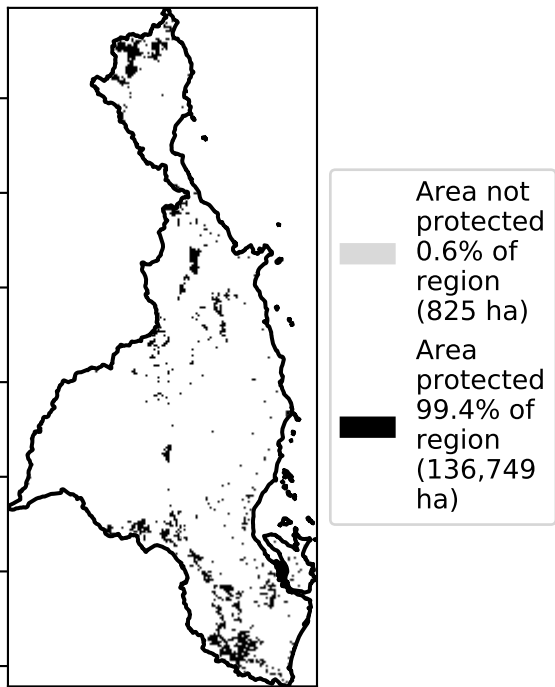 Area not
protected
0.6% of
region
(825 ha)
Area
protected
99.4% of
region
(136,749
ha)